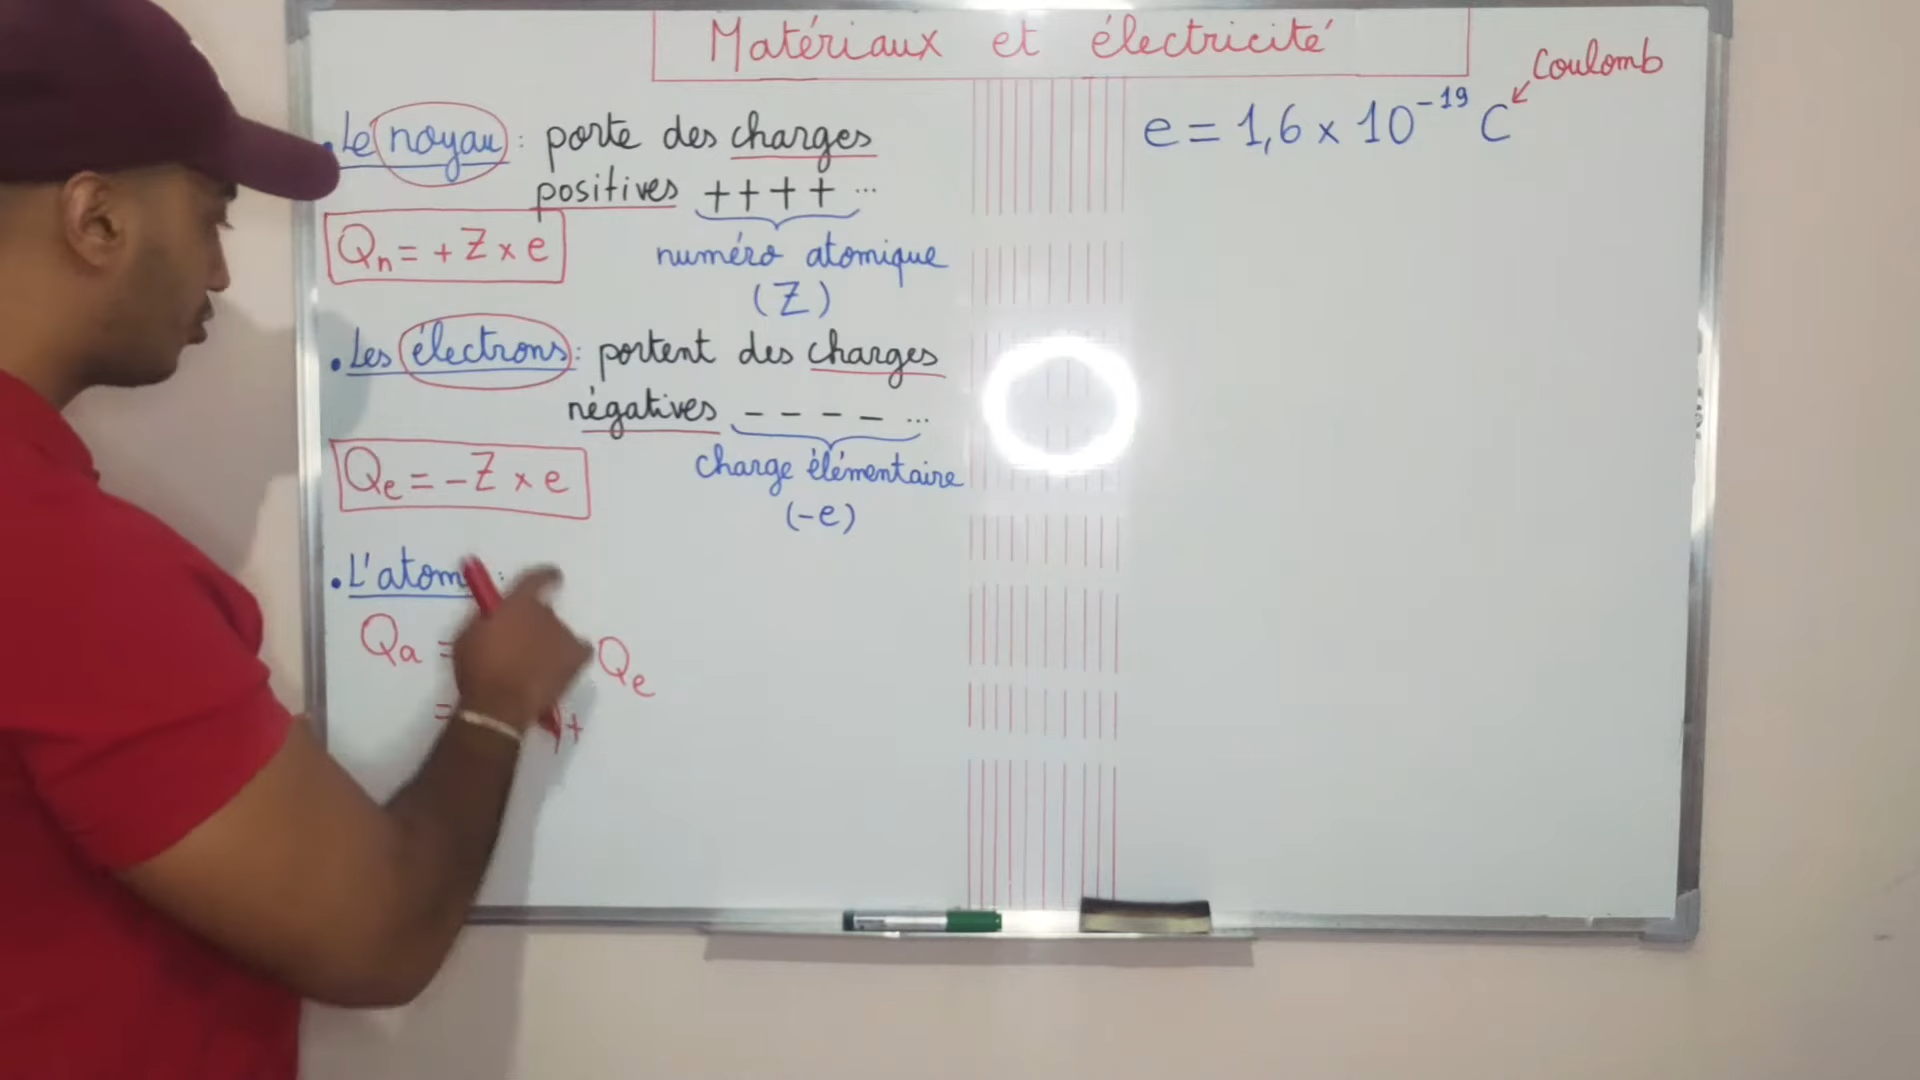 Matériaux et électricité
• Le noyau : porte des charges
positives ++++ ...
Qn = + Z x e
numéro atomique
(Z)
• Les électrons : portent des charges
négatives - - - - ...
Qe = - Z x e
charge élémentaire
(-e)
• L'atom :
Qa = Qe
= +
Coulomb
e = 1,6 x 10⁻¹⁹ C